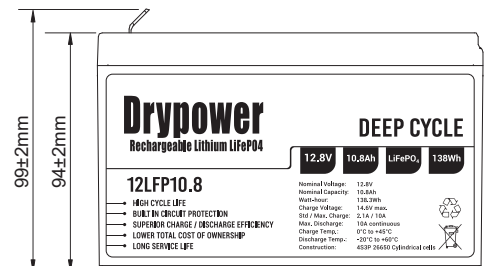 99±2mm
94±2mm
Drypower
Rechargeable Lithium LiFePO4
DEEP CYCLE
12.8V 10.8Ah LiFePO₄ 138Wh
12LFP10.8
HIGH CYCLE LIFE
BUILT IN CIRCUIT PROTECTION
SUPERIOR CHARGE / DISCHARGE EFFICIENCY
LOWER TOTAL COST OF OWNERSHIP
LONG SERVICE LIFE
Nominal Voltage: 12.8V
Nominal Capacity: 10.8Ah
Watt-hour: 138.3Wh
Charge Voltage: 14.6V max.
Std / Max. Charge: 2.1A / 10A
Max. Discharge: 10A continuous
Charge Temp.: 0°C to +45°C
Discharge Temp.: -20°C to +60°C
Construction: 4S3P 26650 Cylindrical cells